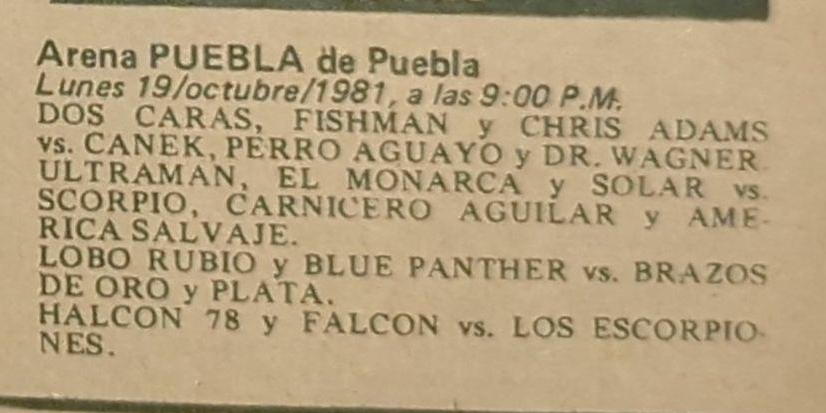 Arena PUEBLA de Puebla
Lunes 19/octubre/1981, a las 9:00 P.M.
DOS CARAS, FISHMAN y CHRIS ADAMS
vs. CANEK, PERRO AGUAYO y DR. WAGNER
ULTRAMAN, EL MONARCA y SOLAR vs.
SCORPIO, CARNICERO AGUILAR y AME-
RICA SALVAJE.
LOBO RUBIO y BLUE PANTHER vs. BRAZOS
DE ORO y PLATA.
HALCON 78 y FALCON vs. LOS ESCORPIO-
NES.